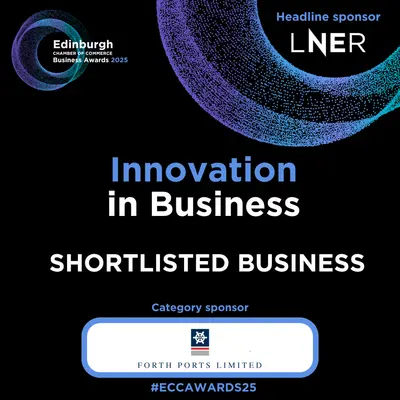 Edinburgh
CHAMBER OF COMMERCE
Business Awards 2025
Headline sponsor
LNER
Innovation
in Business
SHORTLISTED BUSINESS
Category sponsor
FORTH PORTS LIMITED
#ECCAWARDS25